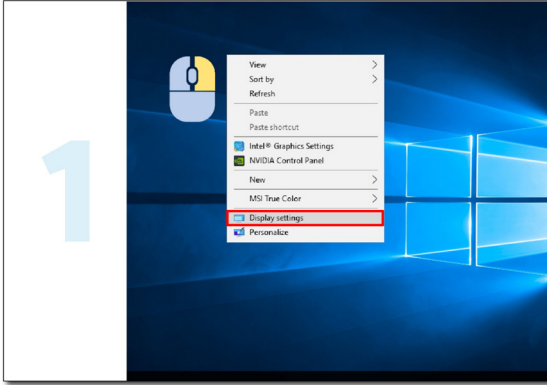 1
View
Sort by
Refresh
Paste
Paste shortcut
Intel® Graphics Settings
NVIDIA Control Panel
New
MSI True Color
Display settings
Personalize